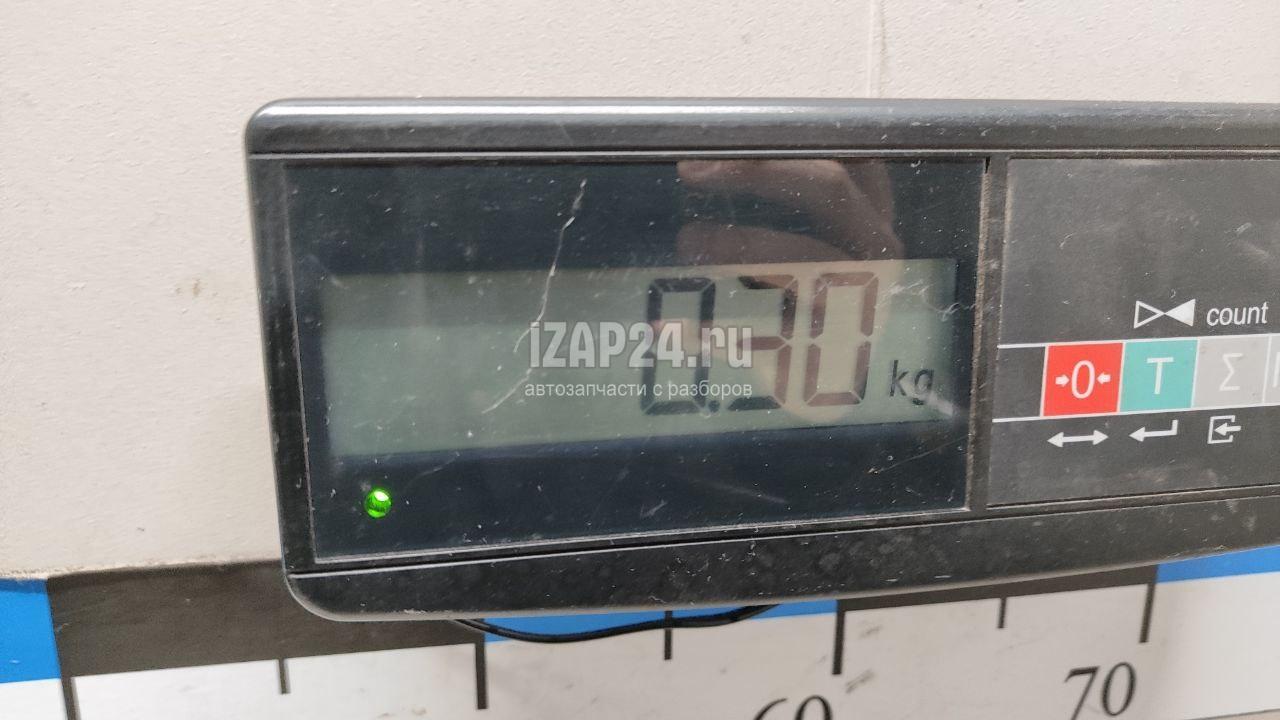 iZAP24.ru
автозапчасти с разборов
0.30 kg
count
0 T Σ
60 70